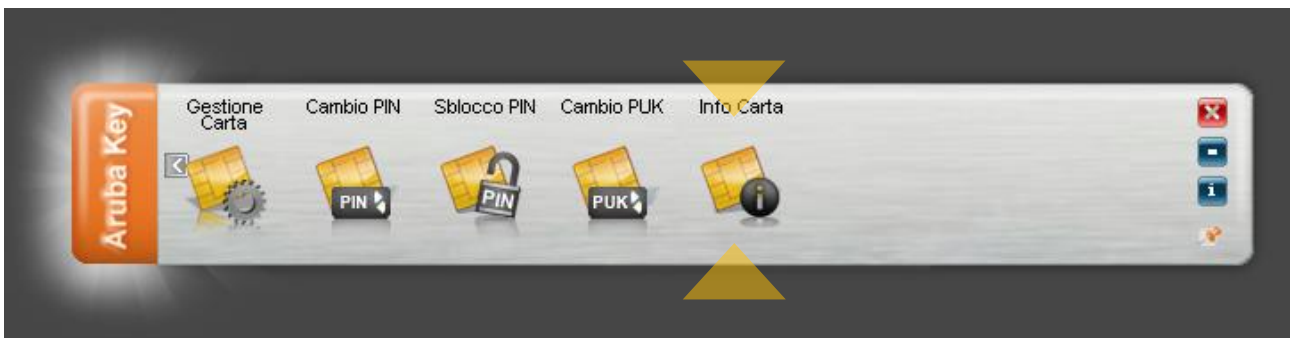 Aruba Key
Gestione
Carta
Cambio PIN
Sblocco PIN
Cambio PUK
Info Carta
PIN
PIN
PUK
i
i